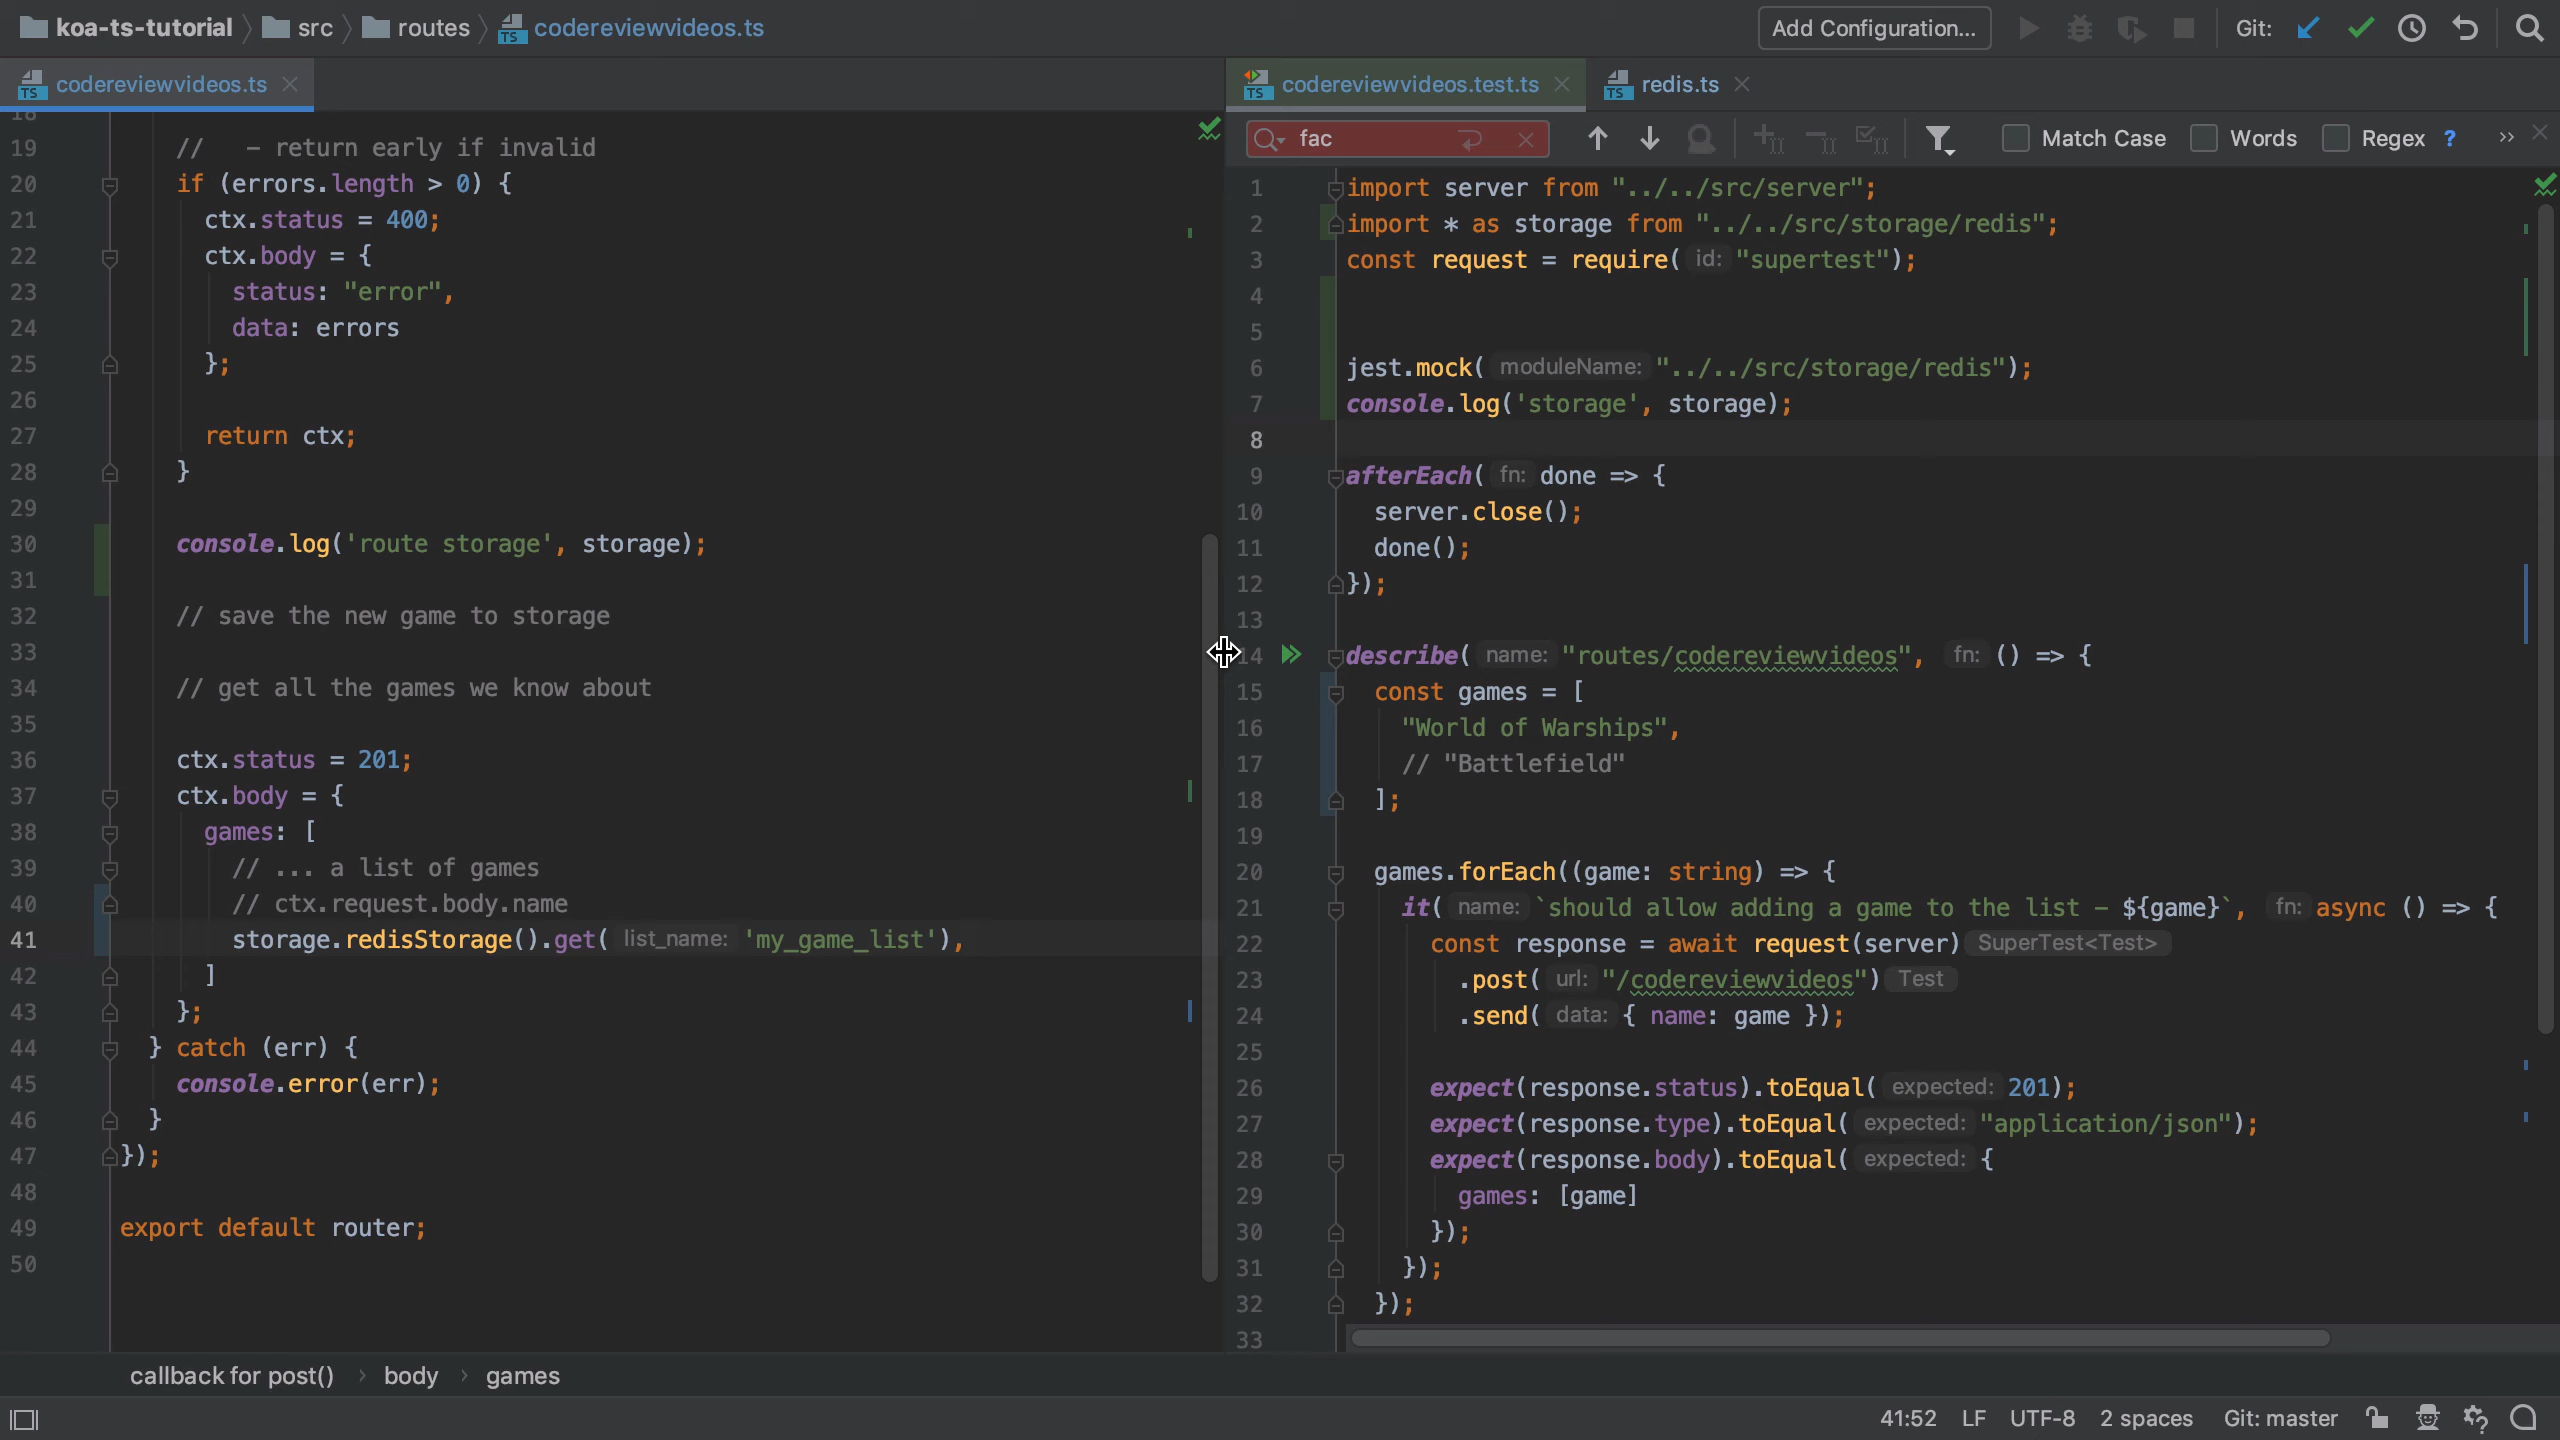 koa-ts-tutorial src routes codereviewvideos.ts Add Configuration... Git:
codereviewvideos.ts
18
19 // - return early if invalid
20 if (errors.length > 0) {
21 ctx.status = 400;
22 ctx.body = {
23 status: "error",
24 data: errors
25 };
26
27 return ctx;
28 }
29
30 console.log('route storage', storage);
31
32 // save the new game to storage
33
34 // get all the games we know about
35
36 ctx.status = 201;
37 ctx.body = {
38 games: [
39 // ... a list of games
40 // ctx.request.body.name
41 storage.redisStorage().get( list_name: 'my_game_list'),
42 ]
43 };
44 } catch (err) {
45 console.error(err);
46 }
47 });
48
49 export default router;
50
codereviewvideos.test.ts redis.ts
fac Match Case Words Regex ?
1 import server from "../../src/server";
2 import * as storage from "../../src/storage/redis";
3 const request = require( id: "supertest");
4
5
6 jest.mock( moduleName: "../../src/storage/redis");
7 console.log('storage', storage);
8
9 afterEach( fn: done => {
10 server.close();
11 done();
12 });
13
14 describe( name: "routes/codereviewvideos", fn: () => {
15 const games = [
16 "World of Warships",
17 // "Battlefield"
18 ];
19
20 games.forEach((game: string) => {
21 it( name: `should allow adding a game to the list – ${game}`, fn: async () => {
22 const response = await request(server) SuperTest<Test>
23 .post( url: "/codereviewvideos") Test
24 .send( data: { name: game });
25
26 expect(response.status).toEqual( expected: 201);
27 expect(response.type).toEqual( expected: "application/json");
28 expect(response.body).toEqual( expected: {
29 games: [game]
30 });
31 });
32 });
33
callback for post() › body › games
41:52 LF UTF-8 2 spaces Git: master